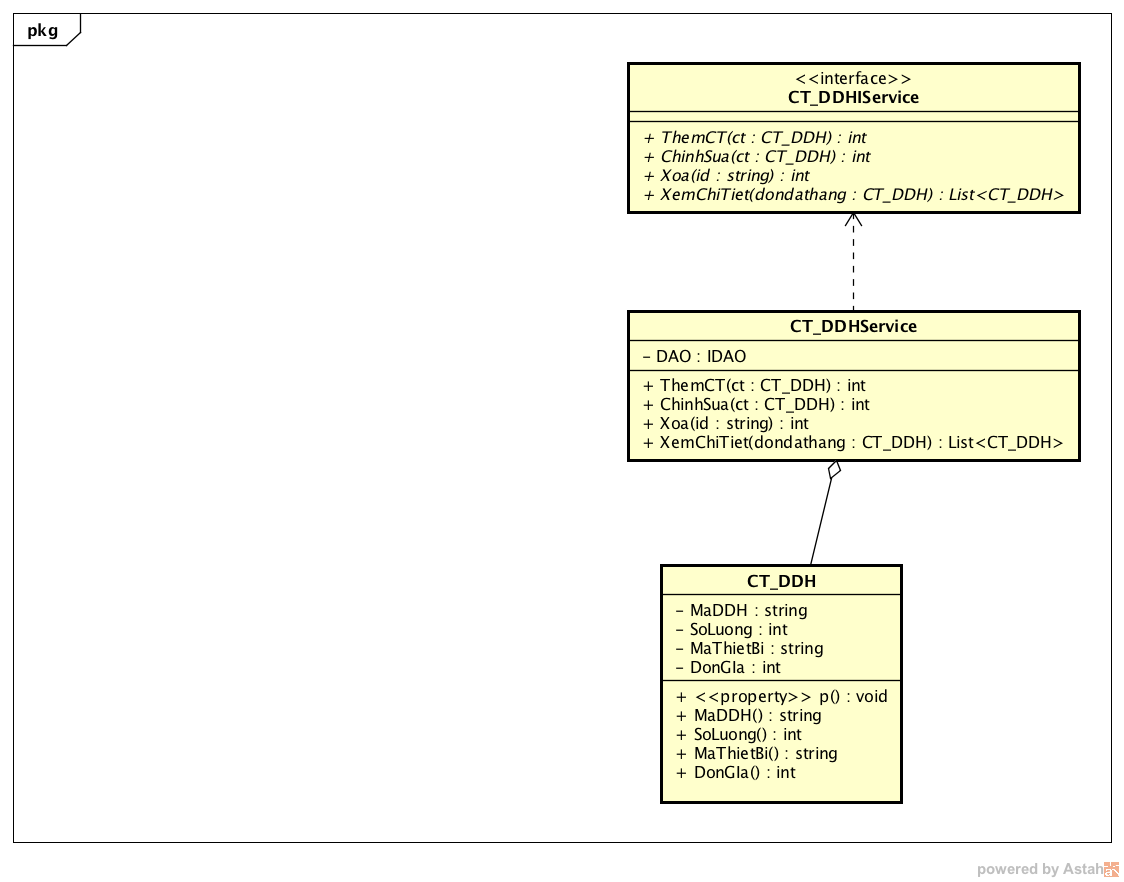 pkg
<<interface>>
CT_DDHIService
+ ThemCT(ct : CT_DDH) : int
+ ChinhSua(ct : CT_DDH) : int
+ Xoa(id : string) : int
+ XemChiTiet(dondathang : CT_DDH) : List<CT_DDH>
CT_DDHService
- DAO : IDAO
+ ThemCT(ct : CT_DDH) : int
+ ChinhSua(ct : CT_DDH) : int
+ Xoa(id : string) : int
+ XemChiTiet(dondathang : CT_DDH) : List<CT_DDH>
CT_DDH
- MaDDH : string
- SoLuong : int
- MaThietBi : string
- DonGIa : int
+ <<property>> p() : void
+ MaDDH() : string
+ SoLuong() : int
+ MaThietBi() : string
+ DonGIa() : int
powered by Astah